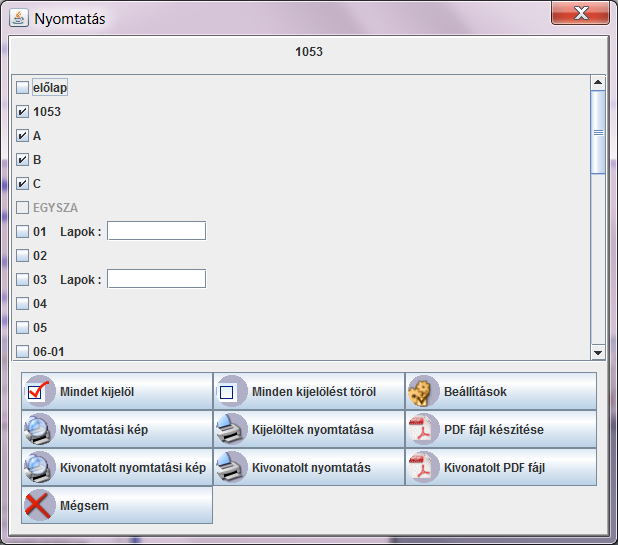 Nyomtatás
1053
előlap
1053
A
B
C
EGYSZA
01 Lapok :
02
03 Lapok :
04
05
06-01
Mindet kijelöl
Minden kijelölést töröl
Beállítások
Nyomtatási kép
Kijelöltek nyomtatása
PDF fájl készítése
Kivonatolt nyomtatási kép
Kivonatolt nyomtatás
Kivonatolt PDF fájl
Mégsem